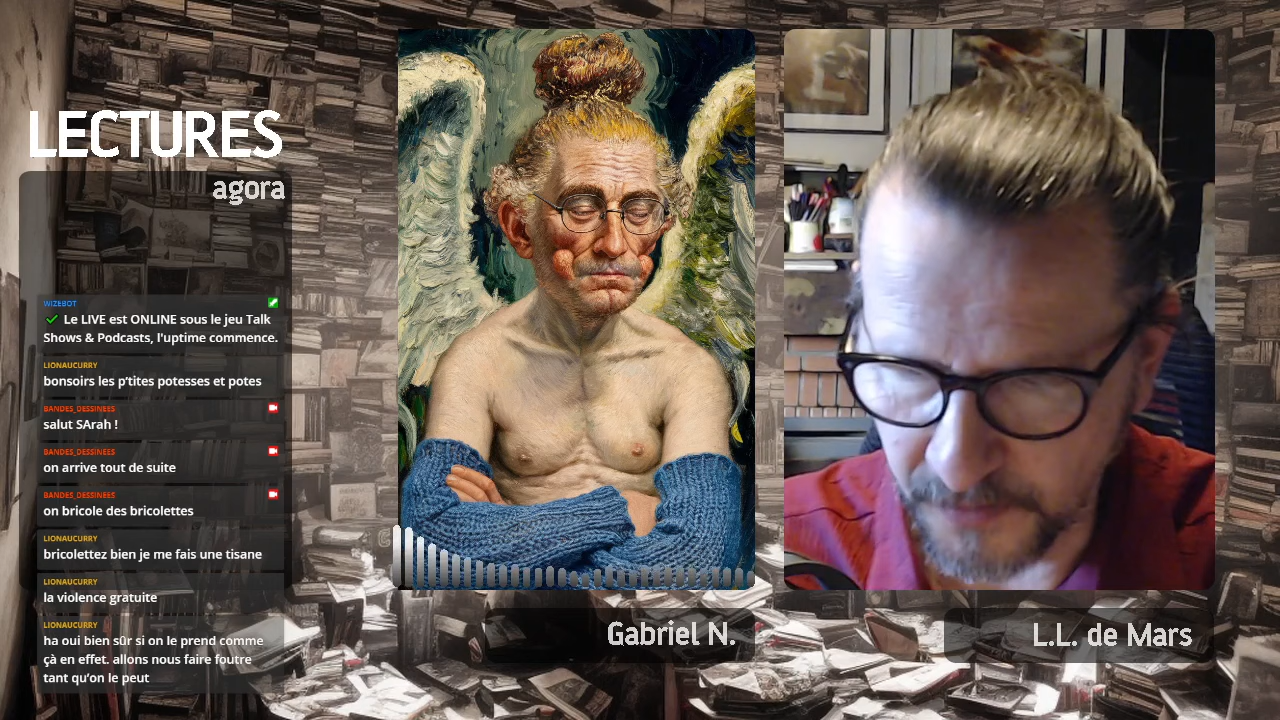 LECTURES
agora
WIZEBOT
Le LIVE est ONLINE sous le jeu Talk
Shows & Podcasts, l'uptime commence.
LIONAUCURRY
bonsoirs les p'tites potesses et potes
BANDES_DESSINEES
salut SArah !
BANDES_DESSINEES
on arrive tout de suite
BANDES_DESSINEES
on bricole des bricolettes
LIONAUCURRY
bricolettez bien je me fais une tisane
LIONAUCURRY
la violence gratuite
LIONAUCURRY
ha oui bien sûr si on le prend comme
çà en effet. allons nous faire foutre
tant qu'on le peut
Gabriel N.
L.L. de Mars